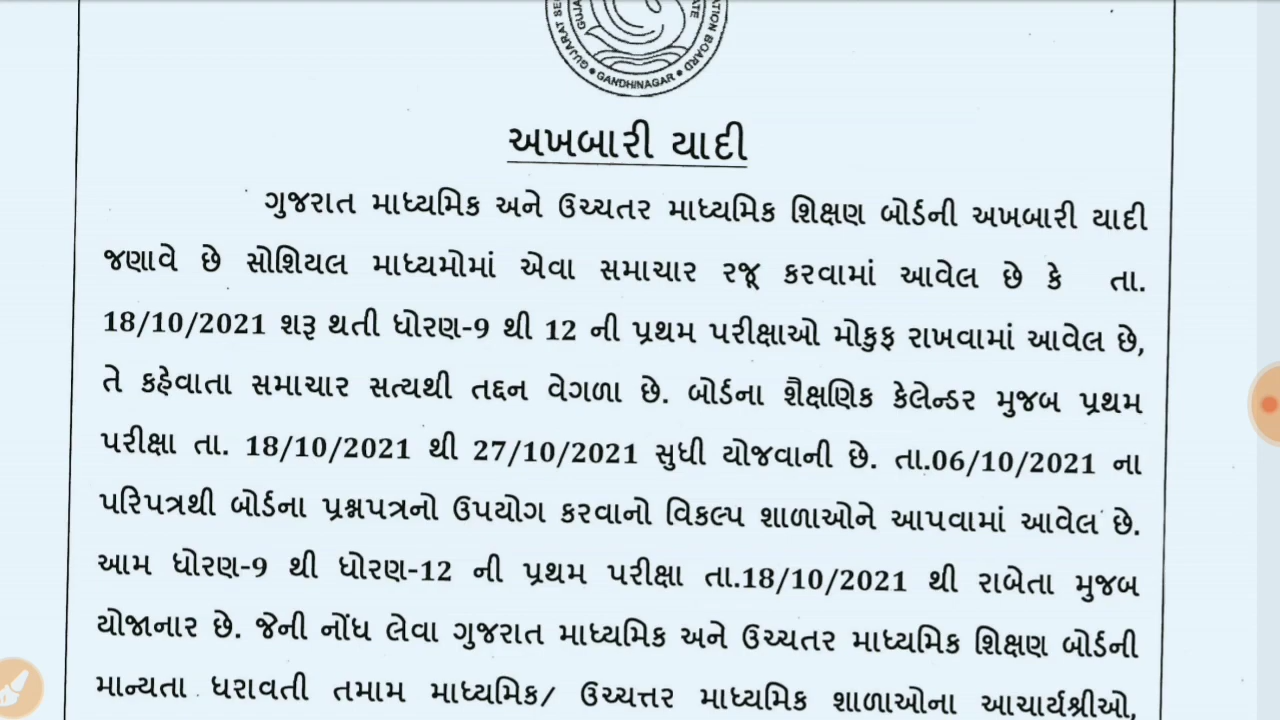 GUJARAT SE
ATION BOARD
GANDHINAGAR
અખબારી યાદી
ગુજરાત માધ્યમિક અને ઉચ્ચતર માધ્યમિક શિક્ષણ બોર્ડની અખબારી યાદી
જણાવે છે સોશિયલ માધ્યમોમાં એવા સમાચાર રજૂ કરવામાં આવેલ છે કે તા.
18/10/2021 શરૂ થતી ધોરણ-9 થી 12 ની પ્રથમ પરીક્ષાઓ મોકુફ રાખવામાં આવેલ છે,
તે કહેવાતા સમાચાર સત્યથી તદ્દન વેગળા છે. બોર્ડના શૈક્ષણિક કેલેન્ડર મુજબ પ્રથમ
પરીક્ષા તા. 18/10/2021 થી 27/10/2021 સુધી યોજવાની છે. તા.06/10/2021 ના
પરિપત્રથી બોર્ડના પ્રશ્નપત્રનો ઉપયોગ કરવાનો વિકલ્પ શાળાઓને આપવામાં આવેલ છે.
આમ ધોરણ-9 થી ધોરણ-12 ની પ્રથમ પરીક્ષા તા.18/10/2021 થી રાબેતા મુજબ
યોજાનાર છે. જેની નોંધ લેવા ગુજરાત માધ્યમિક અને ઉચ્ચતર માધ્યમિક શિક્ષણ બોર્ડની
માન્યતા ધરાવતી તમામ માધ્યમિક/ ઉચ્ચત્તર માધ્યમિક શાળાઓના આચાર્યશ્રીઓ,